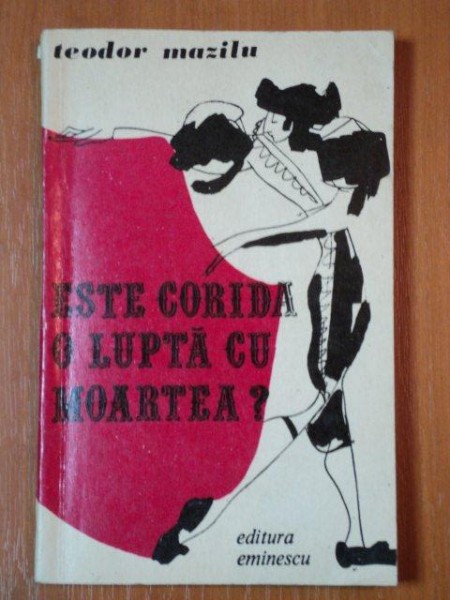 teodor mazilu
ESTE CORIDA
O LUPTĂ CU
MOARTEA?
editura
eminescu